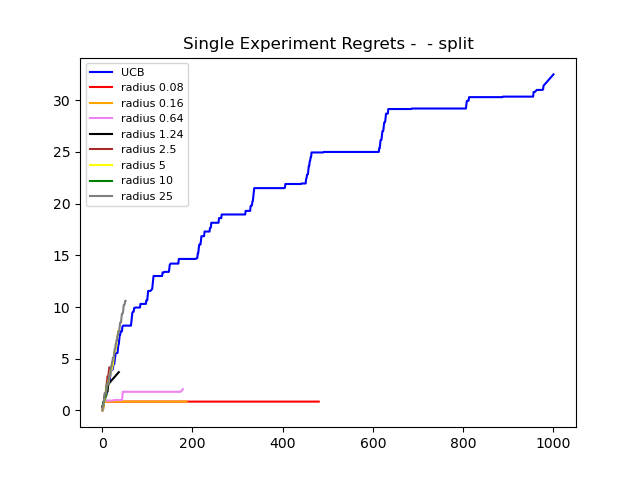 Single Experiment Regrets -  - split
UCB
radius 0.08
radius 0.16
radius 0.64
radius 1.24
radius 2.5
radius 5
radius 10
radius 25
30
25
20
15
10
5
0
0 200 400 600 800 1000